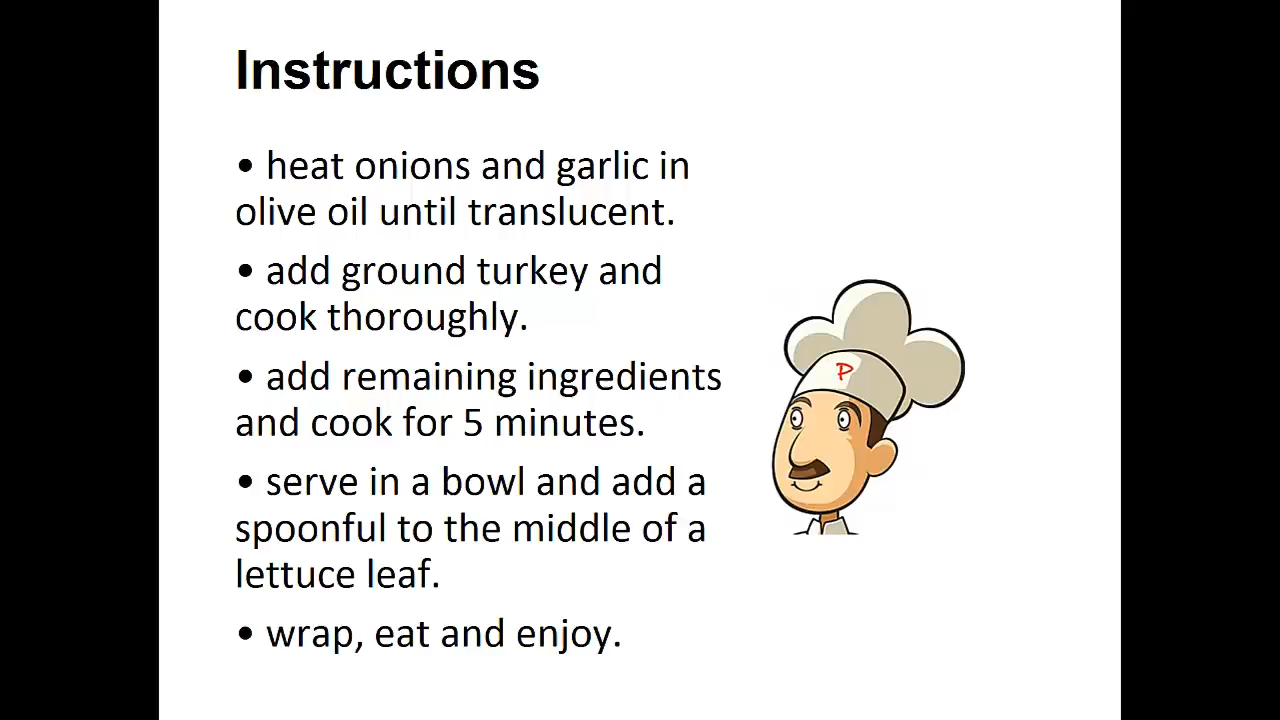 Instructions
• heat onions and garlic in
olive oil until translucent.
• add ground turkey and
cook thoroughly.
• add remaining ingredients
and cook for 5 minutes.
• serve in a bowl and add a
spoonful to the middle of a
lettuce leaf.
• wrap, eat and enjoy.
P